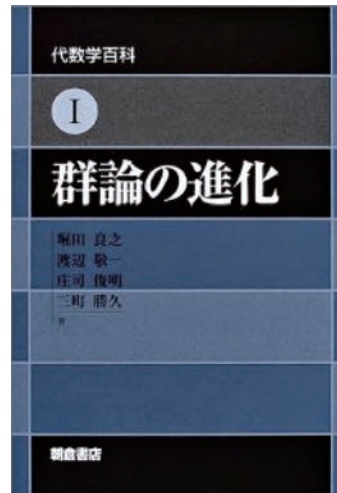 代数学百科
I
群論の進化
堀田 良之
渡辺 敬一
庄司 俊明
三町 勝久
著
朝倉書店